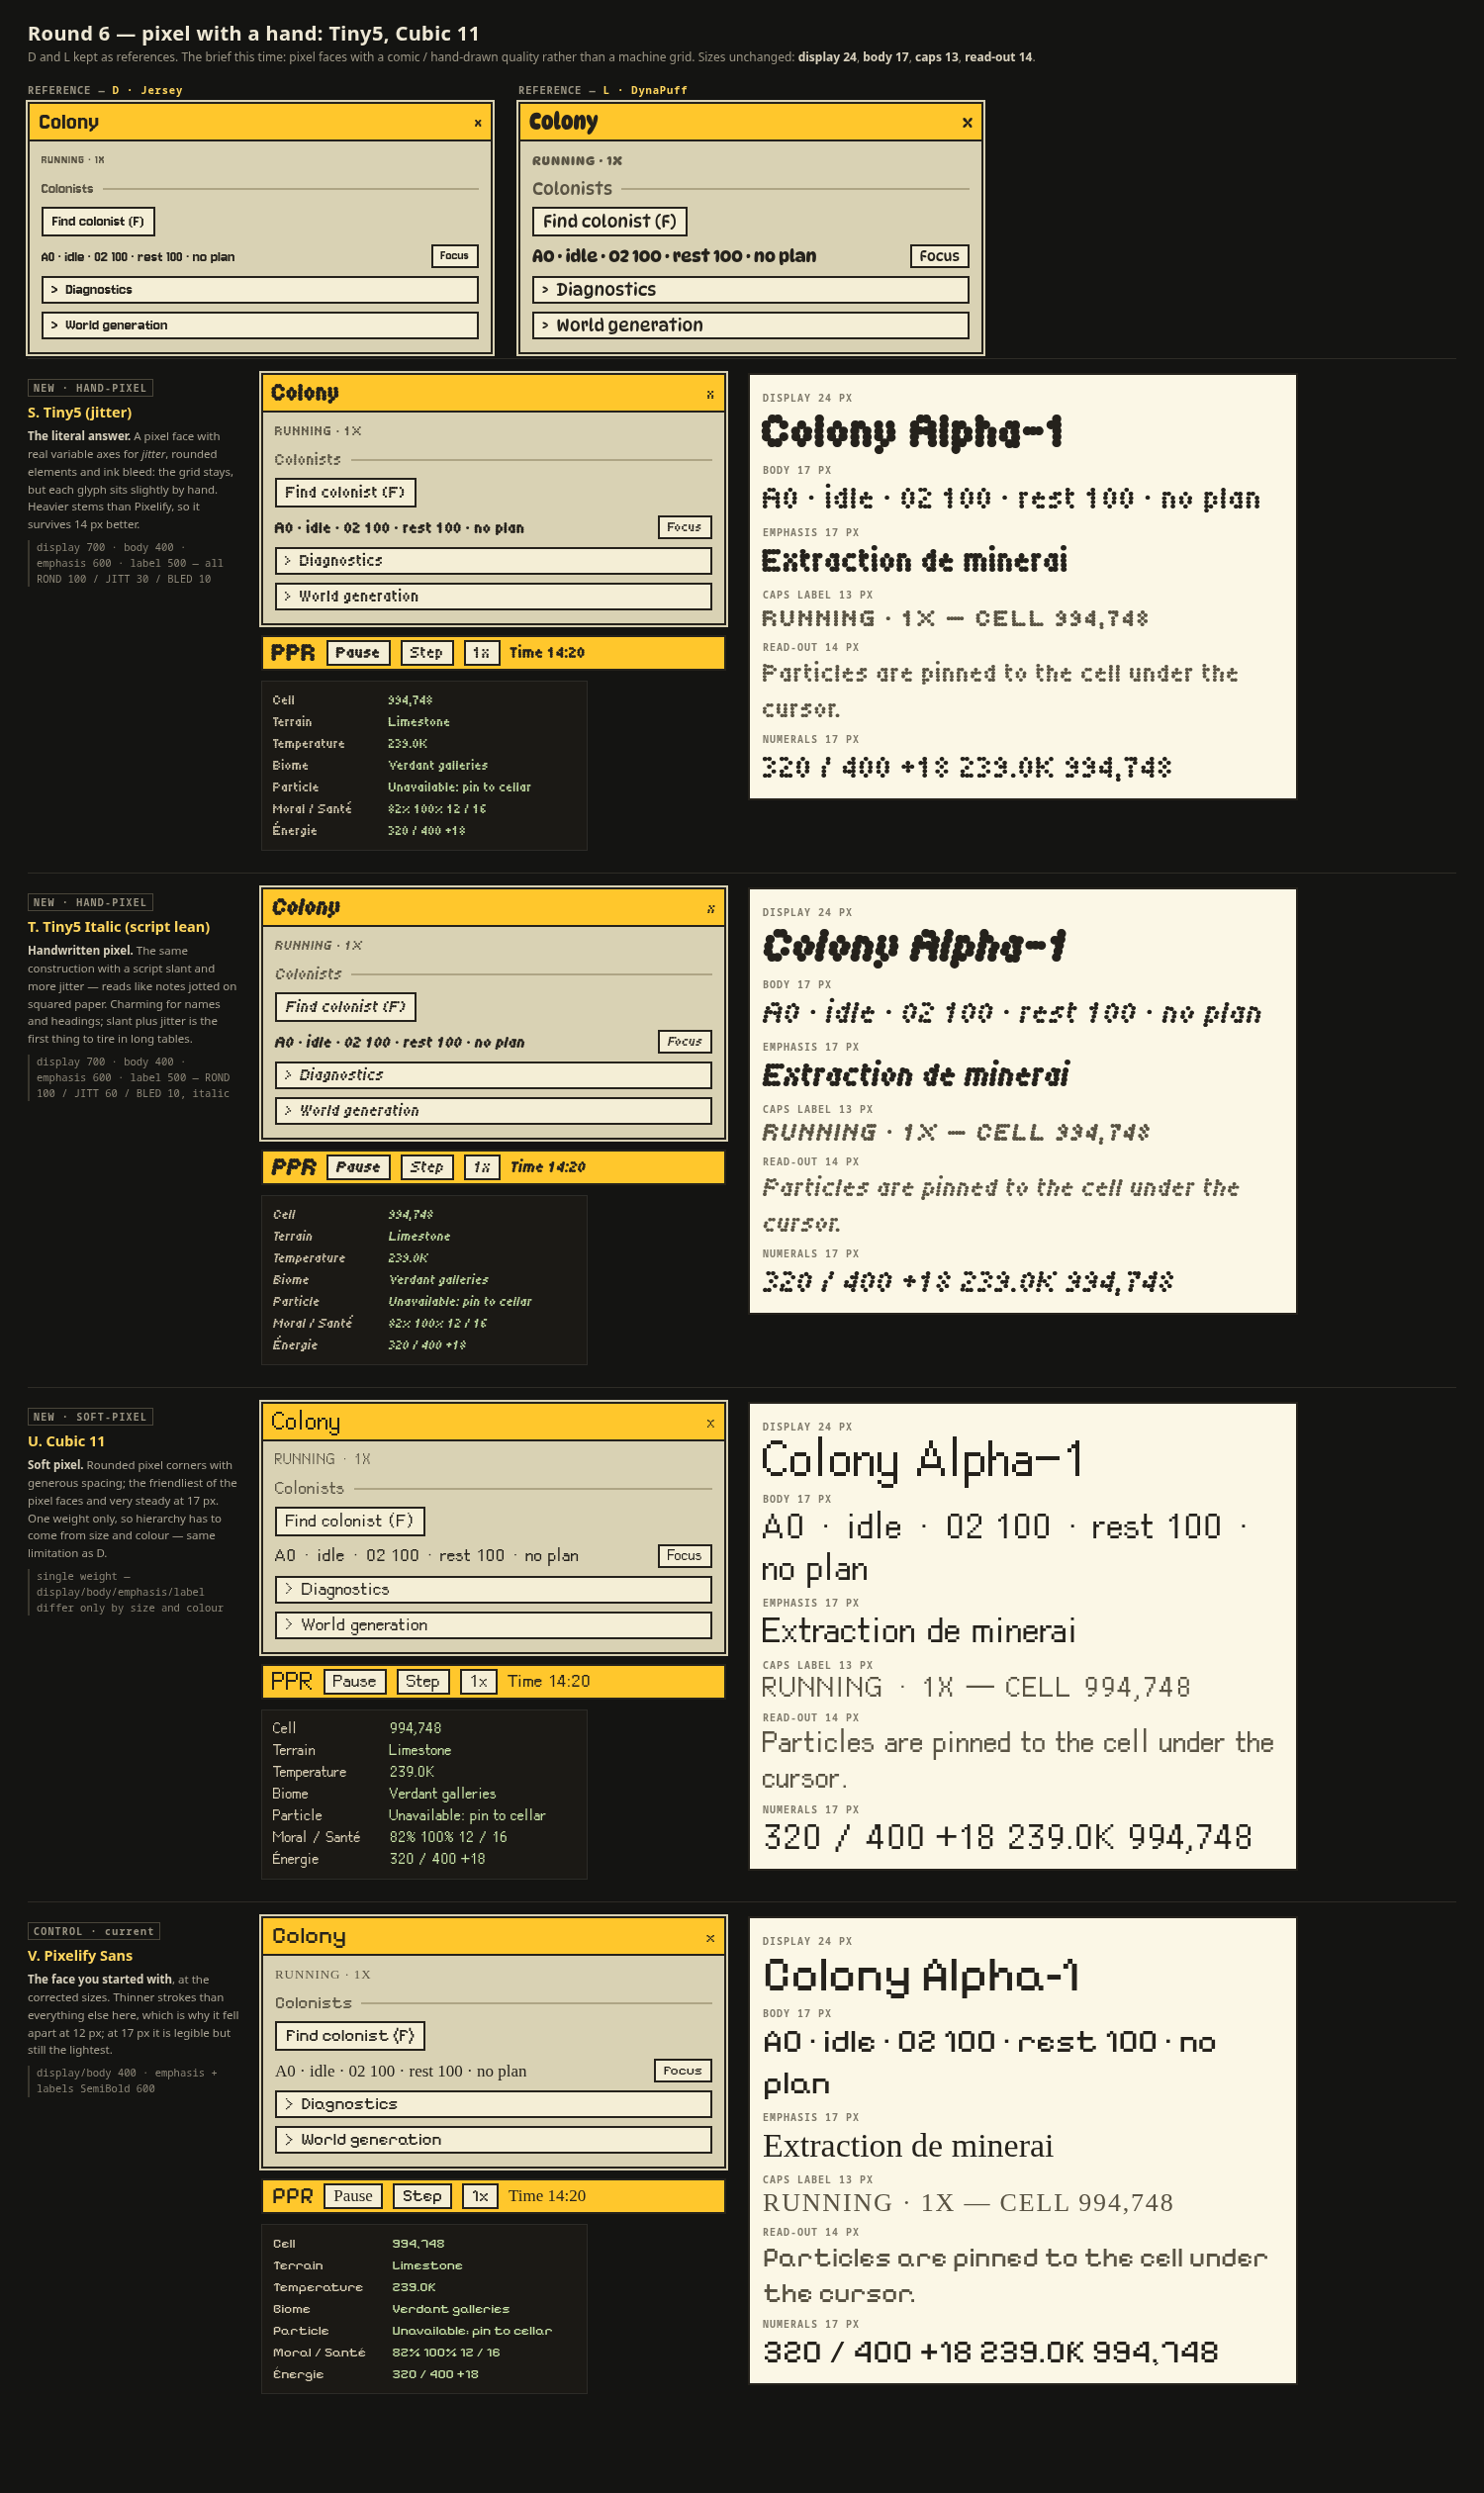 Round 6 — pixel with a hand: Tiny5, Cubic 11
D and L kept as references. The brief this time: pixel faces with a comic / hand-drawn quality rather than a machine grid. Sizes unchanged: display 24, body 17, caps 13, read-out 14.
REFERENCE — D · Jersey
Colony x
RUNNING · 1X
Colonists
Find colonist (F)
A0 · idle · 02 100 · rest 100 · no plan Focus
> Diagnostics
> World generation
REFERENCE — L · DynaPuff
Colony x
RUNNING · 1X
Colonists
Find colonist (F)
A0 · idle · 02 100 · rest 100 · no plan Focus
> Diagnostics
> World generation
NEW · HAND-PIXEL
S. Tiny5 (jitter)
The literal answer. A pixel face with
real variable axes for jitter, rounded
elements and ink bleed: the grid stays,
but each glyph sits slightly by hand.
Heavier stems than Pixelify, so it
survives 14 px better.
display 700 · body 400 ·
emphasis 600 · label 500 — all
ROND 100 / JITT 30 / BLED 10
Colony x
RUNNING · 1X
Colonists
Find colonist (F)
A0 · idle · 02 100 · rest 100 · no plan Focus
> Diagnostics
> World generation
PPR Pause Step 1x Time 14:20
Cell 994,748
Terrain Limestone
Temperature 239.0K
Biome Verdant galleries
Particle Unavailable: pin to cellar
Moral / Santé 82% 100% 12 / 16
Énergie 320 / 400 +18
DISPLAY 24 PX
Colony Alpha–1
BODY 17 PX
A0 · idle · 02 100 · rest 100 · no plan
EMPHASIS 17 PX
Extraction de minerai
CAPS LABEL 13 PX
RUNNING · 1X — CELL 994,748
READ-OUT 14 PX
Particles are pinned to the cell under the
cursor.
NUMERALS 17 PX
320 / 400 +18 239.0K 994,748
NEW · HAND-PIXEL
T. Tiny5 Italic (script lean)
Handwritten pixel. The same
construction with a script slant and
more jitter — reads like notes jotted on
squared paper. Charming for names
and headings; slant plus jitter is the
first thing to tire in long tables.
display 700 · body 400 ·
emphasis 600 · label 500 — ROND
100 / JITT 60 / BLED 10, italic
Colony x
RUNNING · 1X
Colonists
Find colonist (F)
A0 · idle · 02 100 · rest 100 · no plan Focus
> Diagnostics
> World generation
PPR Pause Step 1x Time 14:20
Cell 994,748
Terrain Limestone
Temperature 239.0K
Biome Verdant galleries
Particle Unavailable: pin to cellar
Moral / Santé 82% 100% 12 / 16
Énergie 320 / 400 +18
DISPLAY 24 PX
Colony Alpha–1
BODY 17 PX
A0 · idle · 02 100 · rest 100 · no plan
EMPHASIS 17 PX
Extraction de minerai
CAPS LABEL 13 PX
RUNNING · 1X — CELL 994,748
READ-OUT 14 PX
Particles are pinned to the cell under the
cursor.
NUMERALS 17 PX
320 / 400 +18 239.0K 994,748
NEW · SOFT-PIXEL
U. Cubic 11
Soft pixel. Rounded pixel corners with
generous spacing; the friendliest of the
pixel faces and very steady at 17 px.
One weight only, so hierarchy has to
come from size and colour — same
limitation as D.
single weight —
display/body/emphasis/label
differ only by size and colour
Colony x
RUNNING · 1X
Colonists
Find colonist (F)
A0 · idle · 02 100 · rest 100 · no plan Focus
> Diagnostics
> World generation
PPR Pause Step 1x Time 14:20
Cell 994,748
Terrain Limestone
Temperature 239.0K
Biome Verdant galleries
Particle Unavailable: pin to cellar
Moral / Santé 82% 100% 12 / 16
Énergie 320 / 400 +18
DISPLAY 24 PX
Colony Alpha–1
BODY 17 PX
A0 · idle · 02 100 · rest 100 ·
no plan
EMPHASIS 17 PX
Extraction de minerai
CAPS LABEL 13 PX
RUNNING · 1X — CELL 994,748
READ-OUT 14 PX
Particles are pinned to the cell under the
cursor.
NUMERALS 17 PX
320 / 400 +18 239.0K 994,748
CONTROL · current
V. Pixelify Sans
The face you started with, at the
corrected sizes. Thinner strokes than
everything else here, which is why it fell
apart at 12 px; at 17 px it is legible but
still the lightest.
display/body 400 · emphasis +
labels SemiBold 600
Colony x
RUNNING · 1X
Colonists
Find colonist (F)
A0 · idle · 02 100 · rest 100 · no plan Focus
> Diagnostics
> World generation
PPR Pause Step 1x Time 14:20
Cell 994,748
Terrain Limestone
Temperature 239.0K
Biome Verdant galleries
Particle Unavailable: pin to cellar
Moral / Santé 82% 100% 12 / 16
Énergie 320 / 400 +18
DISPLAY 24 PX
Colony Alpha-1
BODY 17 PX
A0 · idle · 02 100 · rest 100 · no
plan
EMPHASIS 17 PX
Extraction de minerai
CAPS LABEL 13 PX
RUNNING · 1X — CELL 994,748
READ-OUT 14 PX
Particles are pinned to the cell under
the cursor.
NUMERALS 17 PX
320 / 400 +18 239.0K 994,748